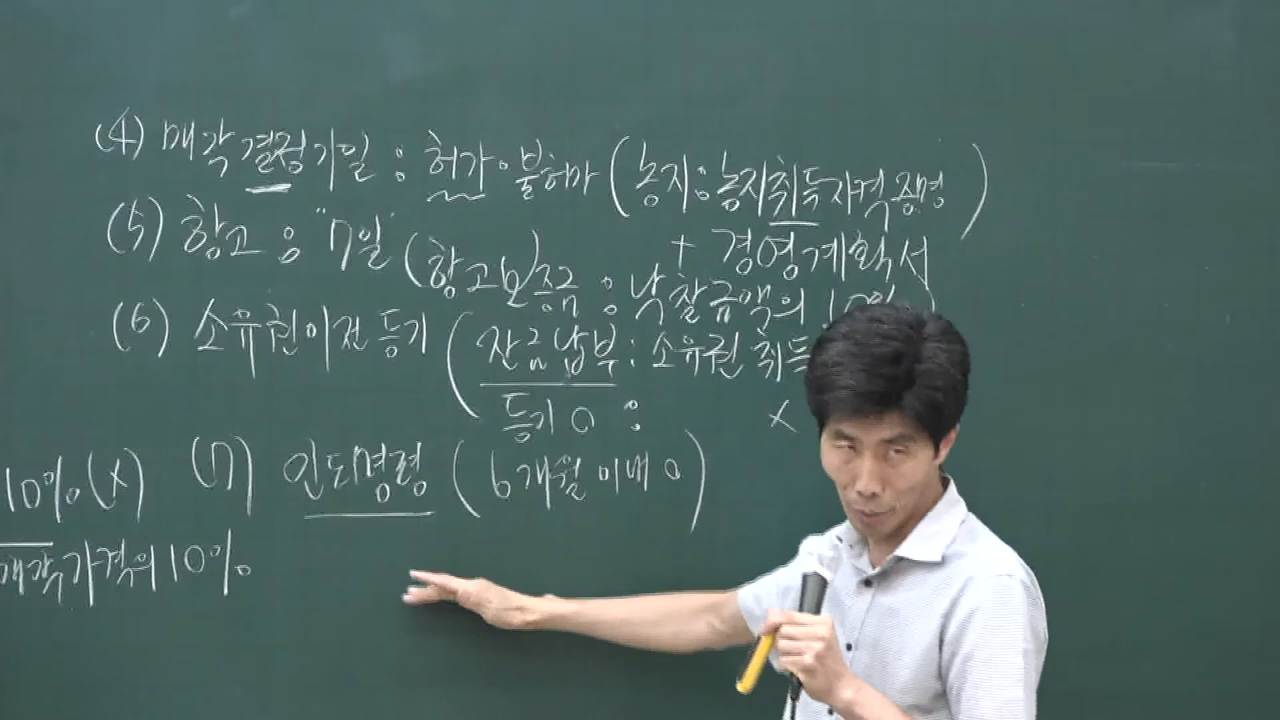 (4) 매각결정기일 : 허가·불허가 (농지:농지취득자격증명)
+ 경영계획서
(5) 항고 : "7일" (항고보증금 : 낙찰금액의 10%)
(6) 소유권이전등기 (잔금납부 : 소유권 취득
등기 0 : ×
10% (×)
(7) 인도명령 (6개월 이내 0)
가격의 10%